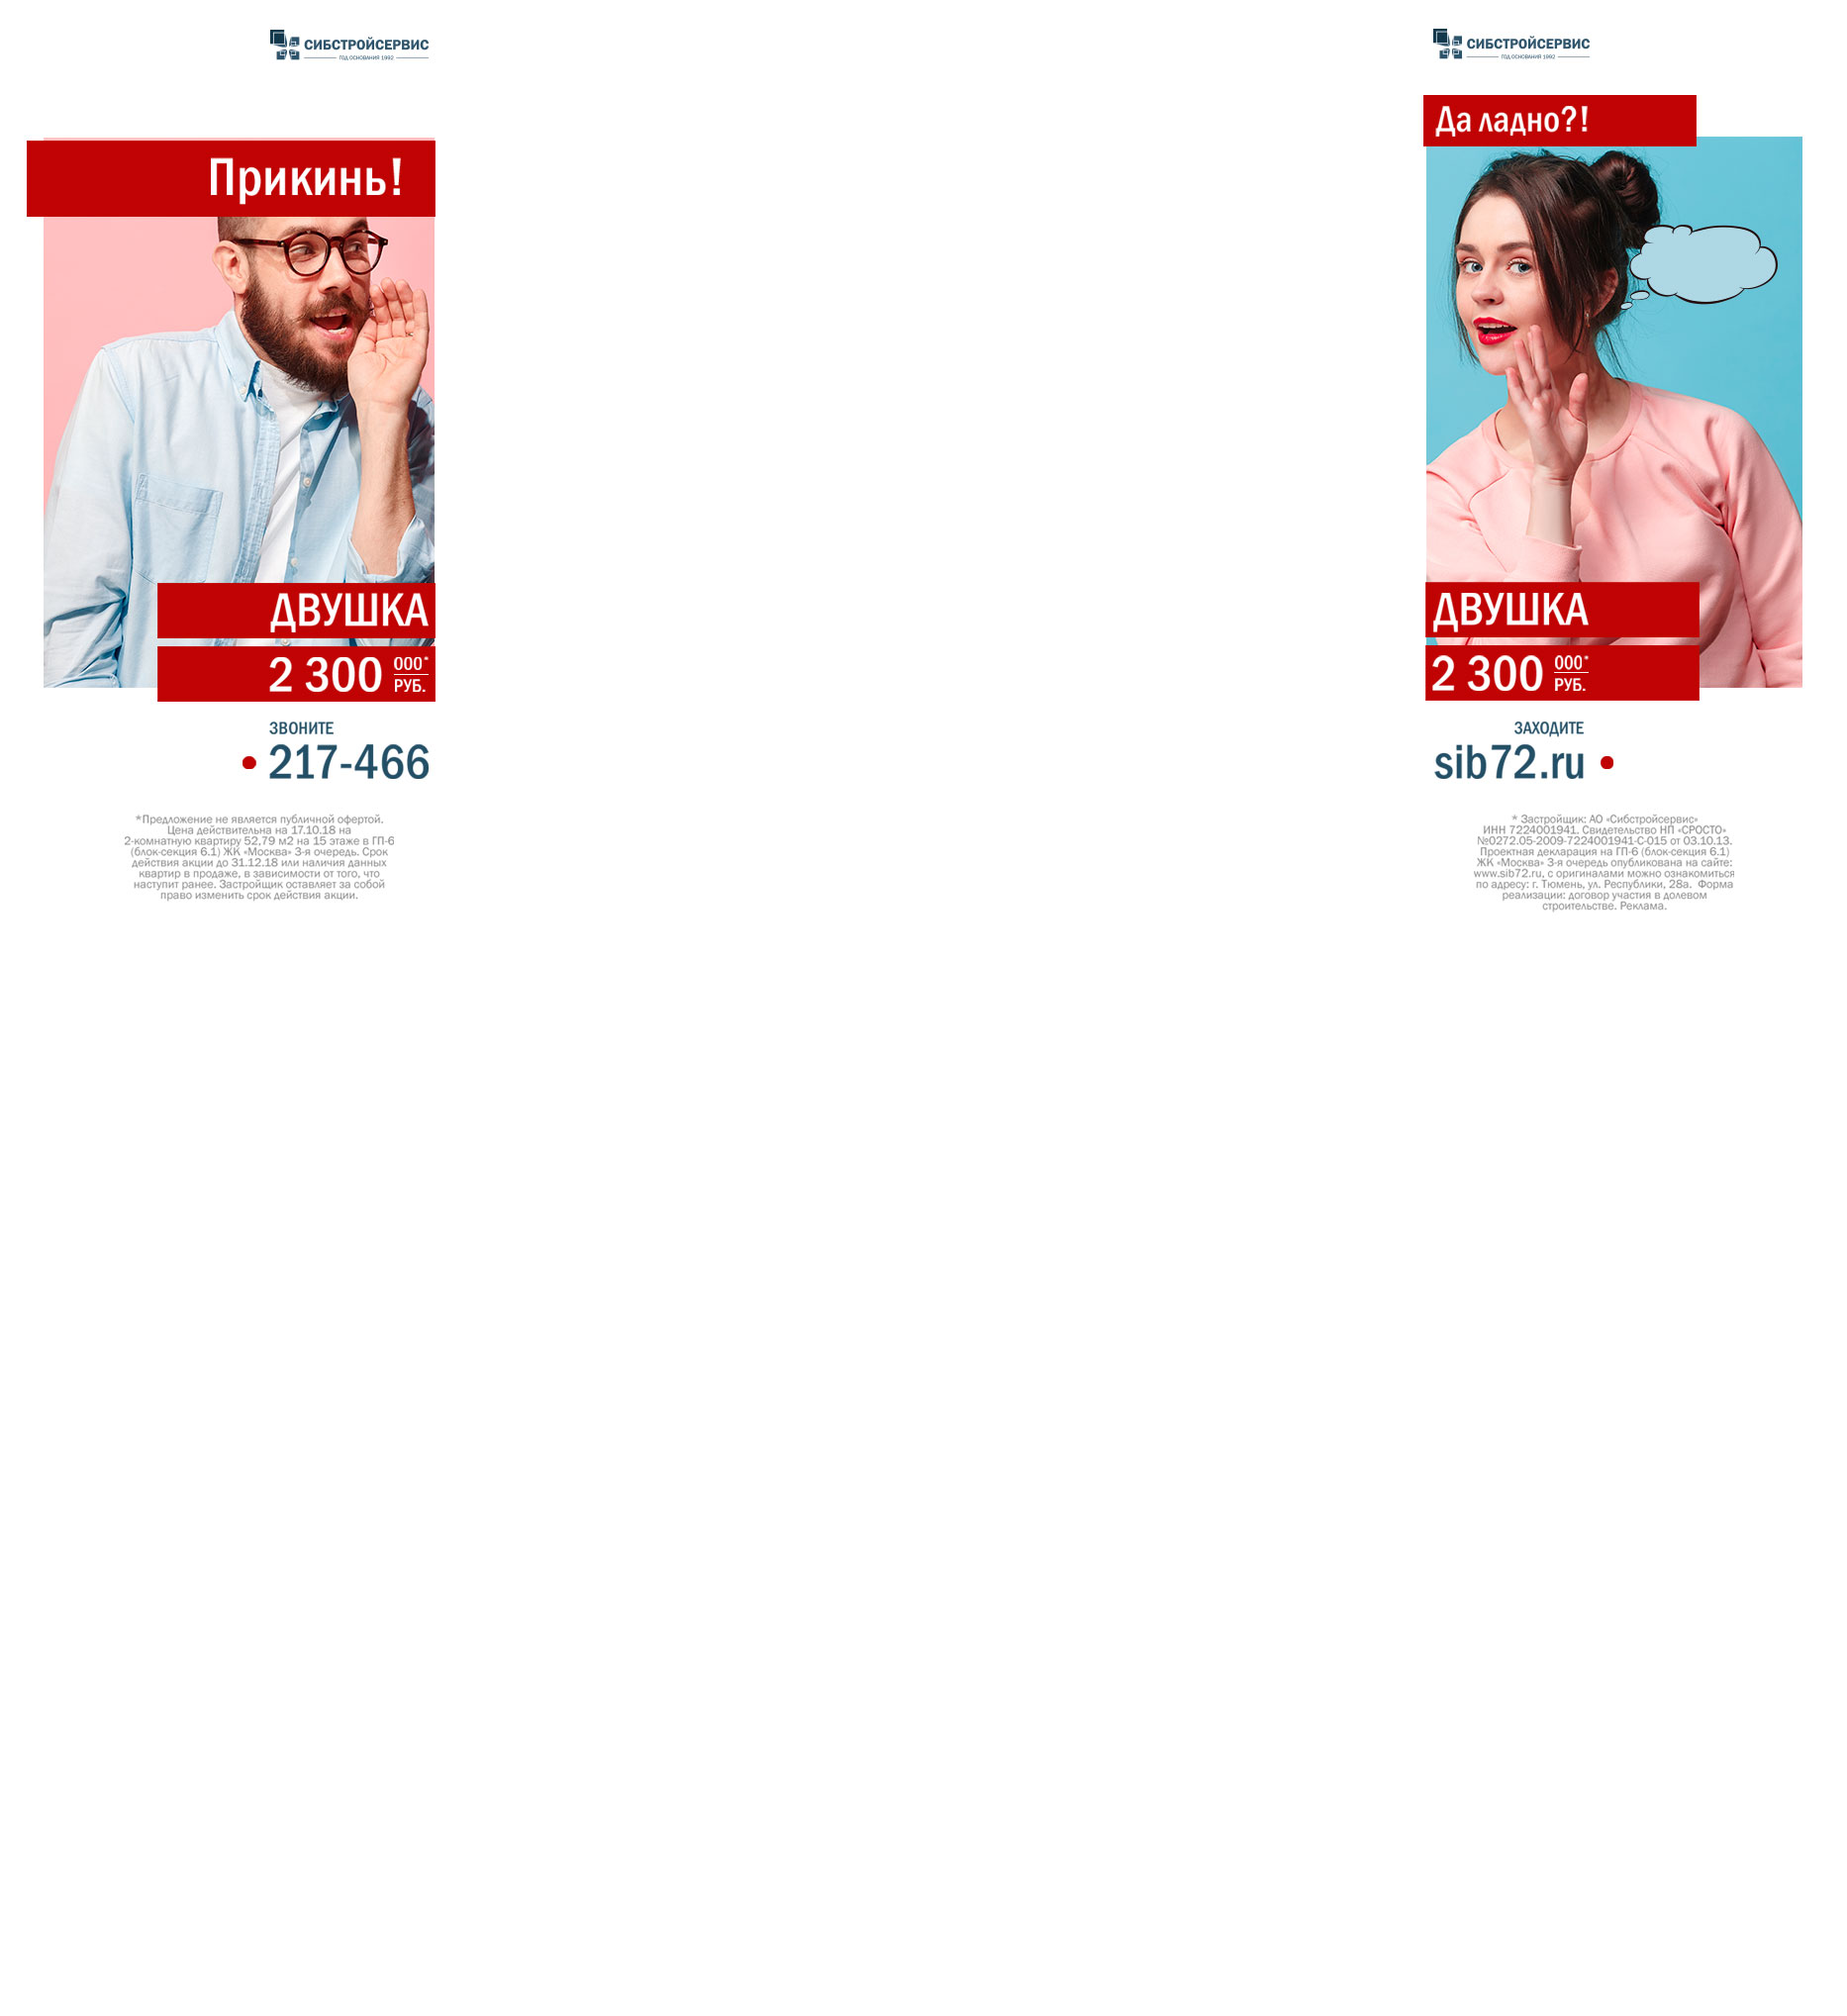 СИБСТРОЙСЕРВИС
ГОД ОСНОВАНИЯ 1992
Прикинь!
ДВУШКА
2 300 000*
РУБ.
ЗВОНИТЕ
217-466
*Предложение не является публичной офертой.
Цена действительна на 17.10.18 на
2-комнатную квартиру 52,79 м2 на 15 этаже в ГП-6
(блок-секция 6.1) ЖК «Москва» 3-я очередь. Срок
действия акции до 31.12.18 или наличия данных
квартир в продаже, в зависимости от того, что
наступит ранее. Застройщик оставляет за собой
право изменить срок действия акции.
СИБСТРОЙСЕРВИС
ГОД ОСНОВАНИЯ 1992
Да ладно?!
ДВУШКА
2 300 000*
РУБ.
ЗАХОДИТЕ
sib72.ru
* Застройщик: АО «Сибстройсервис»
ИНН 7224001941. Свидетельство НП «СРОСТО»
№0272.05-2009-7224001941-С-015 от 03.10.13.
Проектная декларация на ГП-6 (блок-секция 6.1)
ЖК «Москва» 3-я очередь опубликована на сайте:
www.sib72.ru, с оригиналами можно ознакомиться
по адресу: г. Тюмень, ул. Республики, 28а. Форма
реализации: договор участия в долевом
строительстве. Реклама.